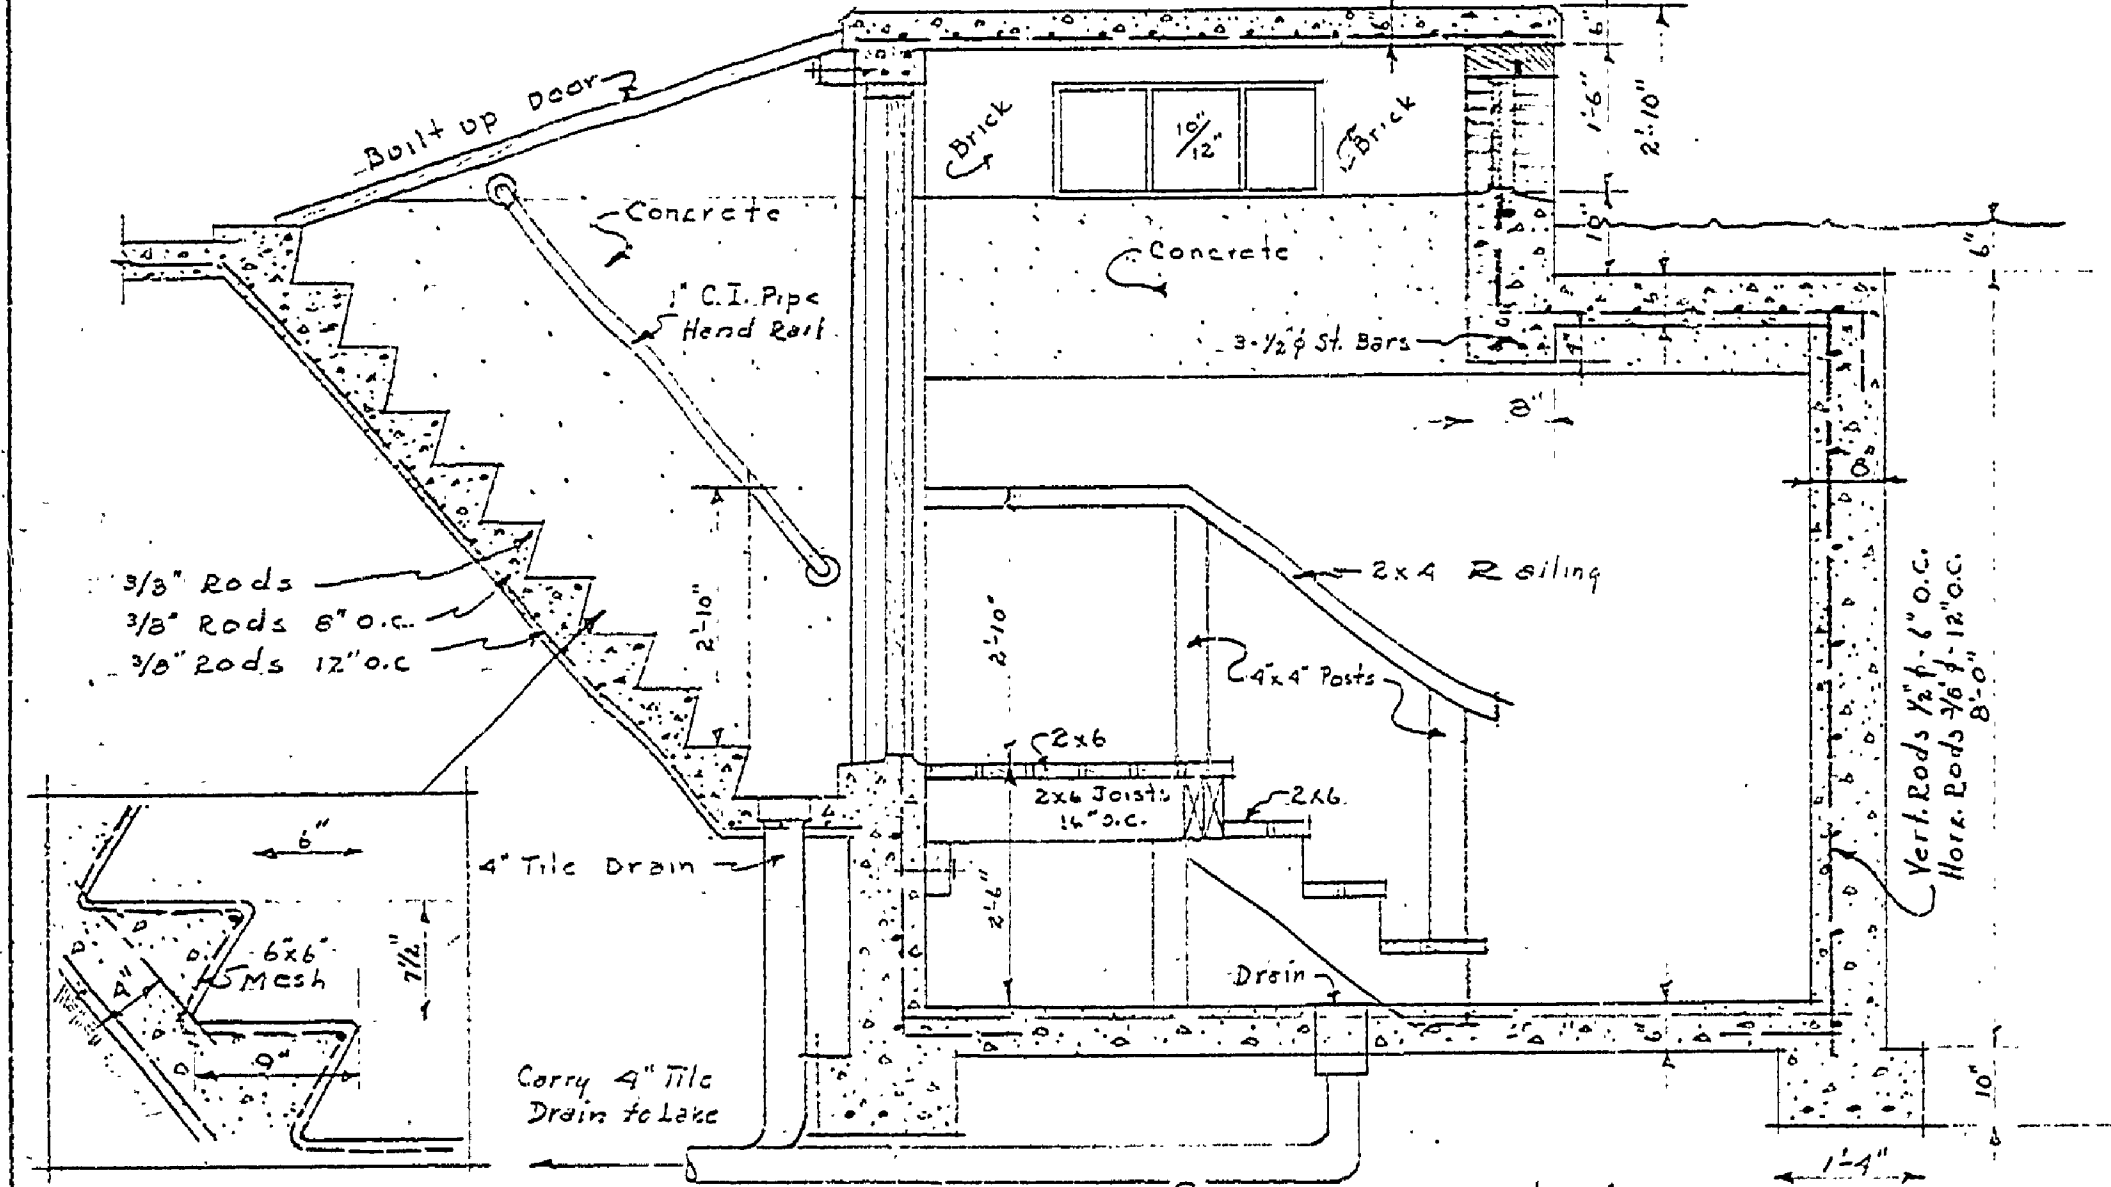 Built up Door
Brick
10"/12"
Brick
6"
6"
1'-6"
2'-10"
10"
6"
Concrete
Concrete
1" C.I. Pipe
Hand Rail
3-1/2"ϕ St. Bars
8"
8"
3/8" Rods
3/8" Rods 8" O.C.
3/8" Rods 12" O.C
2'-10"
2'-10"
2x4 Railing
4"x4" Posts
2x6
2x6 Joists
16" O.C.
2x6
Vert. Rods 1/2"ϕ - 6" O.C.
Horz. Rods 3/8"ϕ - 12" O.C.
8'-0"
4" Tile Drain
2'-6"
Drain
6"
6"
7 1/2"
6"x6"
Mesh
4"
Carry 4" Tile
Drain to Lake
10"
1'-4"